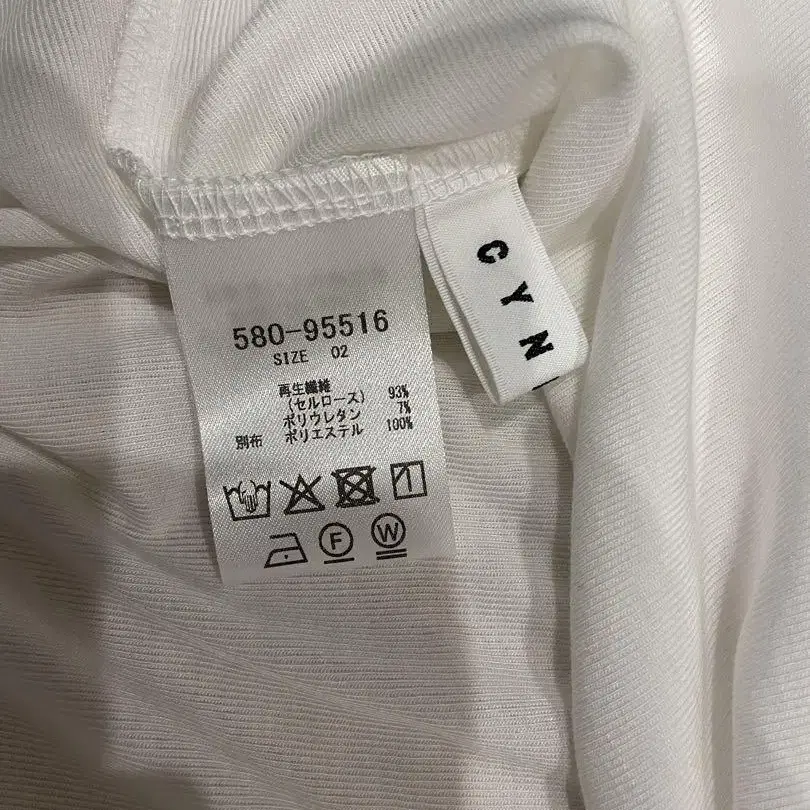 580-95516
SIZE 02
再生繊維
(セルロース) 93%
ポリウレタン 7%
別布 ポリエステル 100%
F
W
CYN